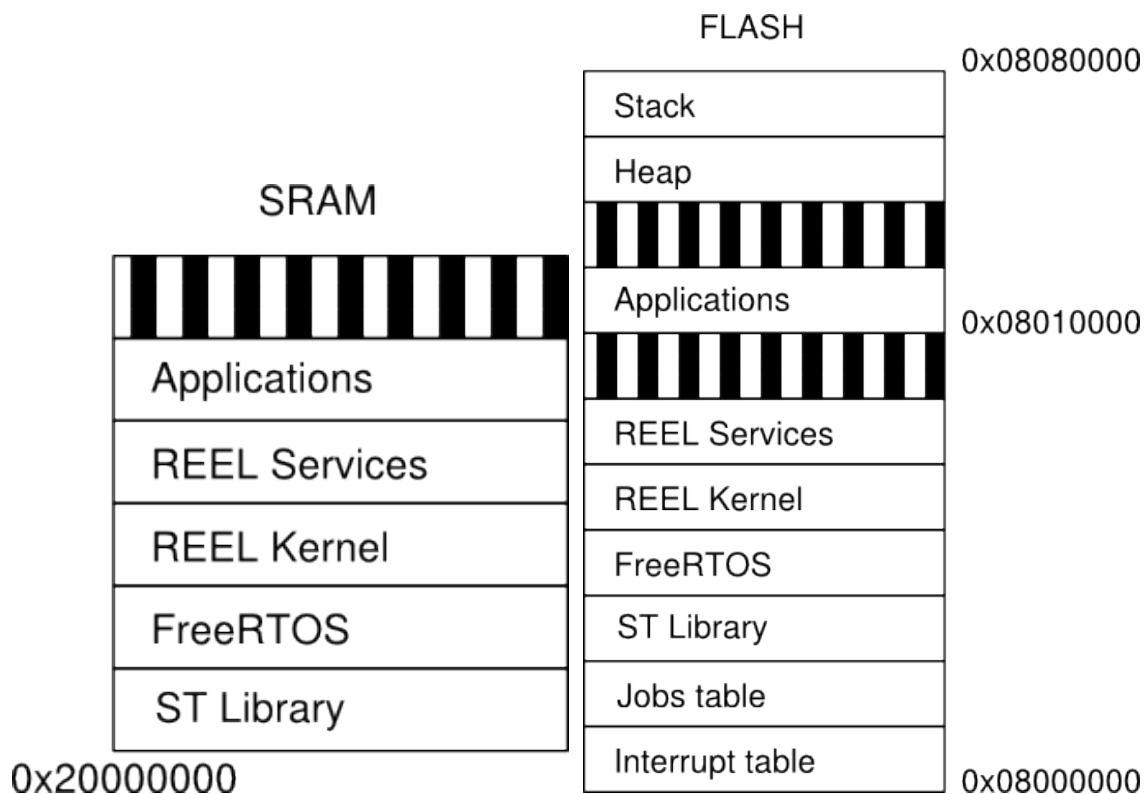 FLASH
0x08080000
Stack
Heap
SRAM
Applications
0x08010000
Applications
REEL Services
REEL Services
REEL Kernel
REEL Kernel
FreeRTOS
FreeRTOS
ST Library
ST Library
Jobs table
Interrupt table
0x20000000
0x08000000